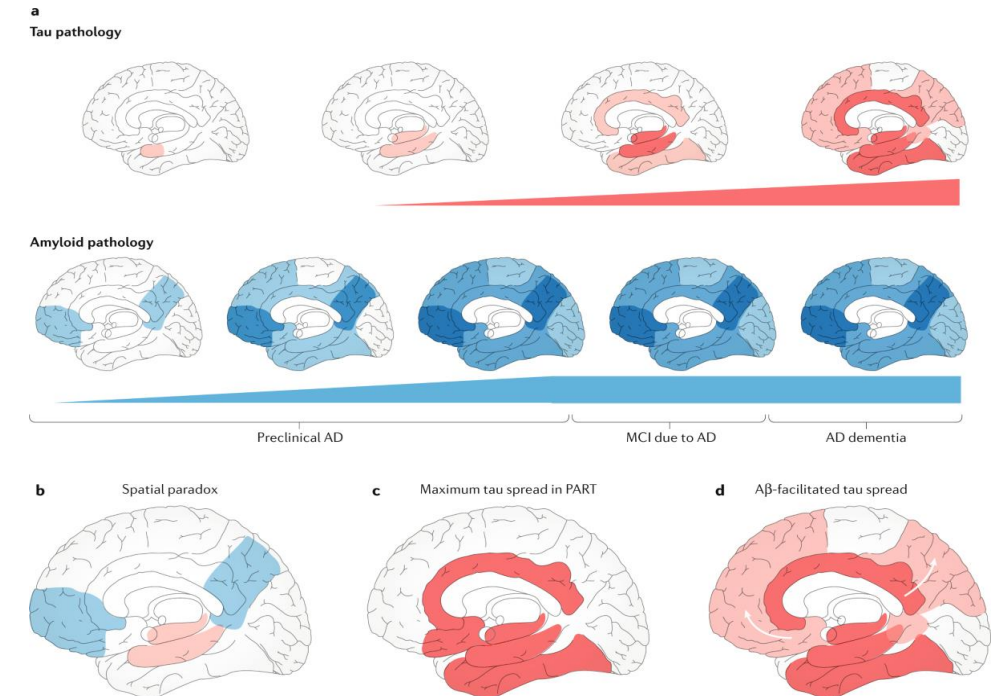 a
Tau pathology
Amyloid pathology
Preclinical AD
MCI due to AD
AD dementia
b
Spatial paradox
c
Maximum tau spread in PART
d
Aβ-facilitated tau spread